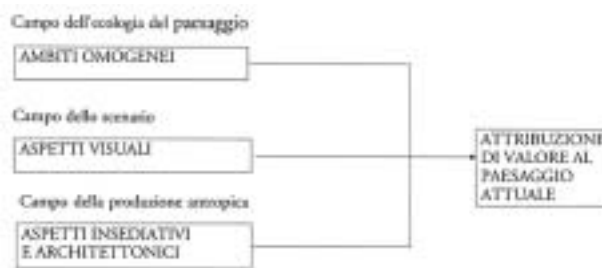 Campo dell'ecologia del paesaggio
AMBITI OMOGENEI
Campo dello scenario
ASPETTI VISUALI
Campo della produzione antropica
ASPETTI INSEDIATIVI
E ARCHITETTONICI
ATTRIBUZIONE
DI VALORE AL
PAESAGGIO
ATTUALE